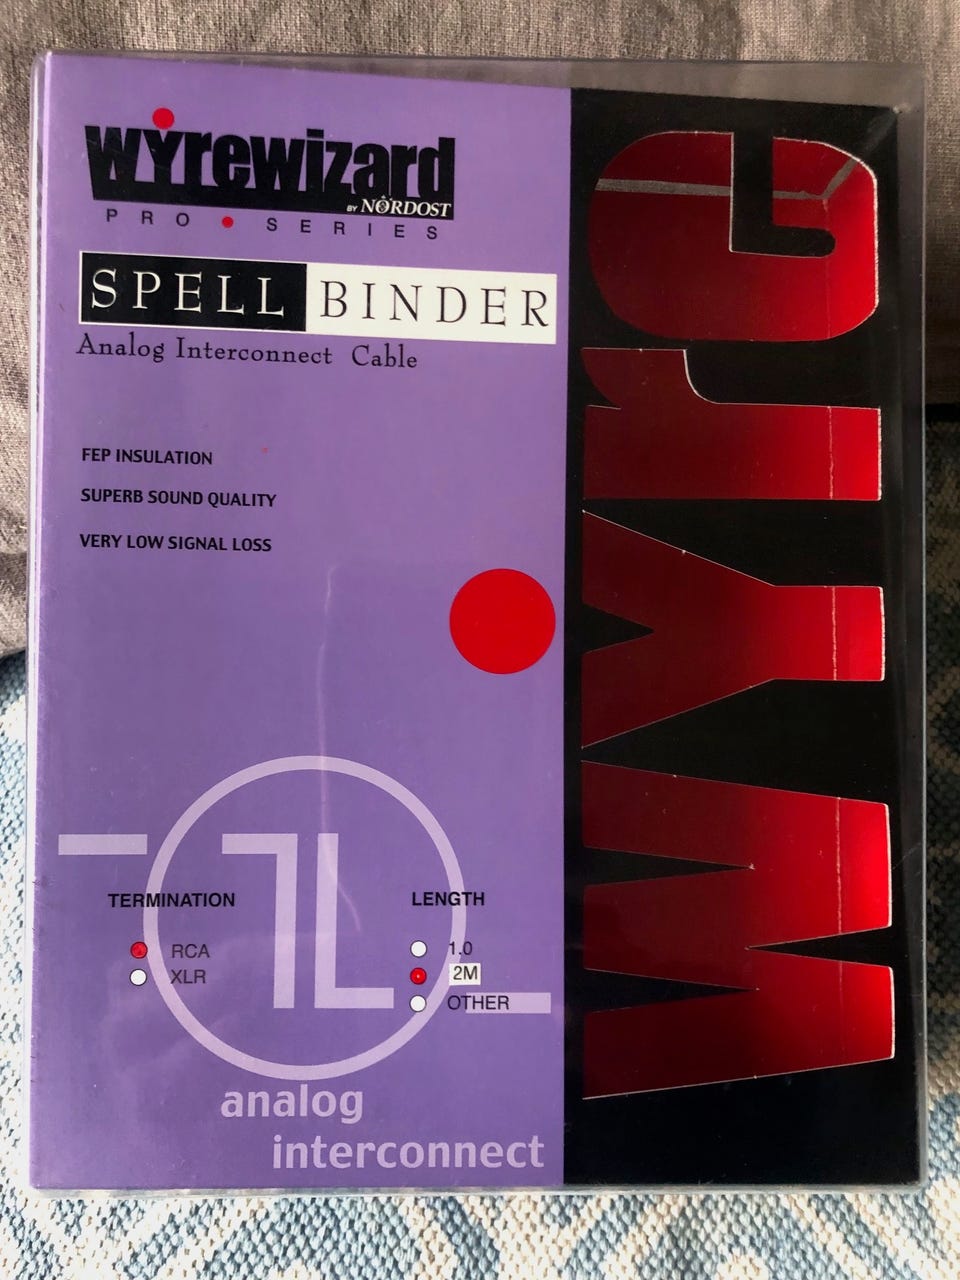 wyrewizard
BY NORDOST
PRO • SERIES
SPELL BINDER
Analog Interconnect Cable
FEP INSULATION
SUPERB SOUND QUALITY
VERY LOW SIGNAL LOSS
TERMINATION
RCA
XLR
LENGTH
1.0
2M
OTHER
analog
interconnect
wyre